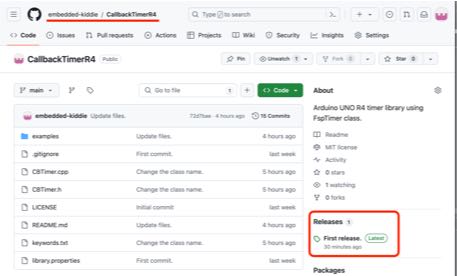 embedded-kiddie / CallbackTimerR4
Type / to search
Code
Issues
Pull requests
Actions
Projects
Wiki
Security
Insights
Settings
CallbackTimerR4 Public
Pin
Unwatch 1
Fork 0
Star 0
main
Go to file
Code
About
Arduino UNO R4 timer library using
FspTimer class.
embedded-kiddie Update files.
4 hours ago
15 Commits
examples Update files. 4 hours ago
.gitignore First commit. last week
CBTimer.cpp Change the class name. 5 hours ago
CBTimer.h Change the class name. 5 hours ago
LICENSE Initial commit last week
README.md Update files. 4 hours ago
keywords.txt Change the class name. 5 hours ago
library.properties First commit. last week
Readme
MIT license
Activity
0 stars
1 watching
0 forks
Releases 1
First release. Latest
30 minutes ago
Packages